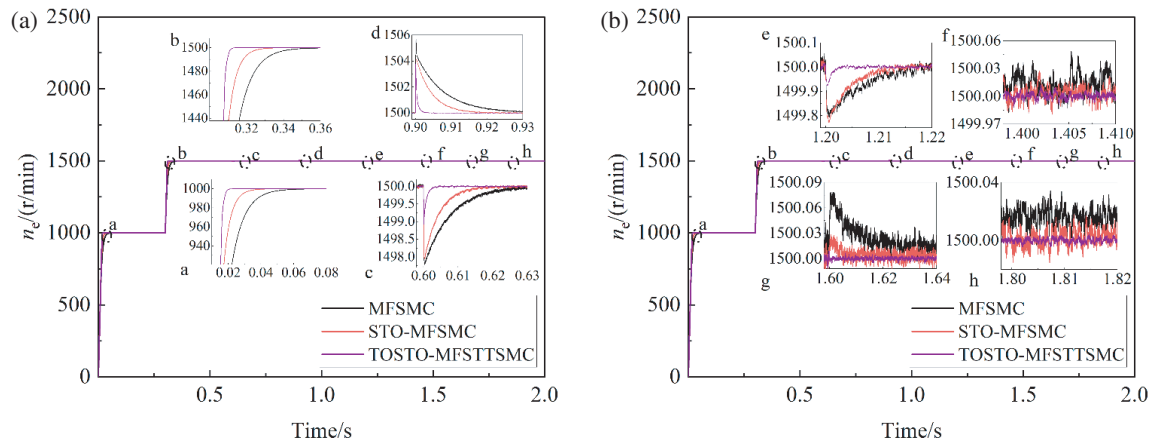 (a)
2500
2000
1500
1000
500
0
0.5
1.0
1.5
2.0
nₑ/(r/min)
Time/s
a
b
c
d
e
f
g
h
b
1500
1480
1460
1440
0.32
0.34
0.36
d
1506
1504
1502
1500
0.90
0.91
0.92
0.93
a
1000
980
960
940
0.02
0.04
0.06
0.08
c
1500.0
1499.5
1499.0
1498.5
1498.0
0.60
0.61
0.62
0.63
MFSMC
STO-MFSMC
TOSTO-MFSTTSMC
(b)
2500
2000
1500
1000
500
0
0.5
1.0
1.5
2.0
nₑ/(r/min)
Time/s
a
b
c
d
e
f
g
h
e
1500.1
1500.0
1499.9
1499.8
1.20
1.21
1.22
f
1500.06
1500.03
1500.00
1499.97
1.400
1.405
1.410
g
1500.09
1500.06
1500.03
1500.00
1.60
1.62
1.64
h
1500.04
1500.00
1.80
1.81
1.82
MFSMC
STO-MFSMC
TOSTO-MFSTTSMC